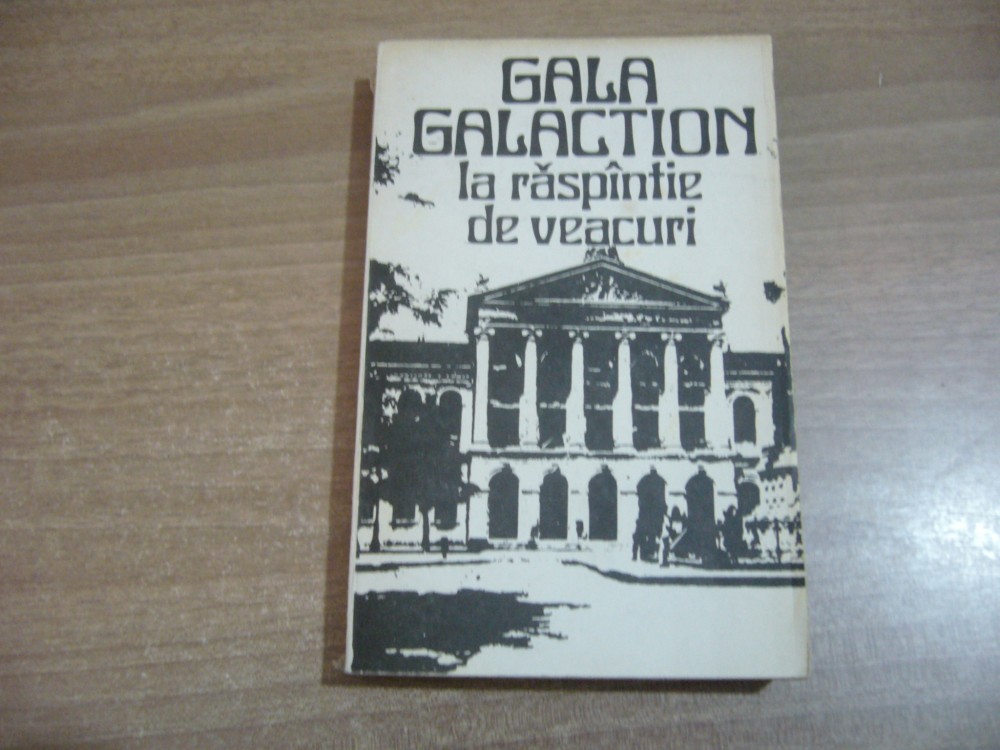 GALA
GALACTION
la răspîntie
de veacuri